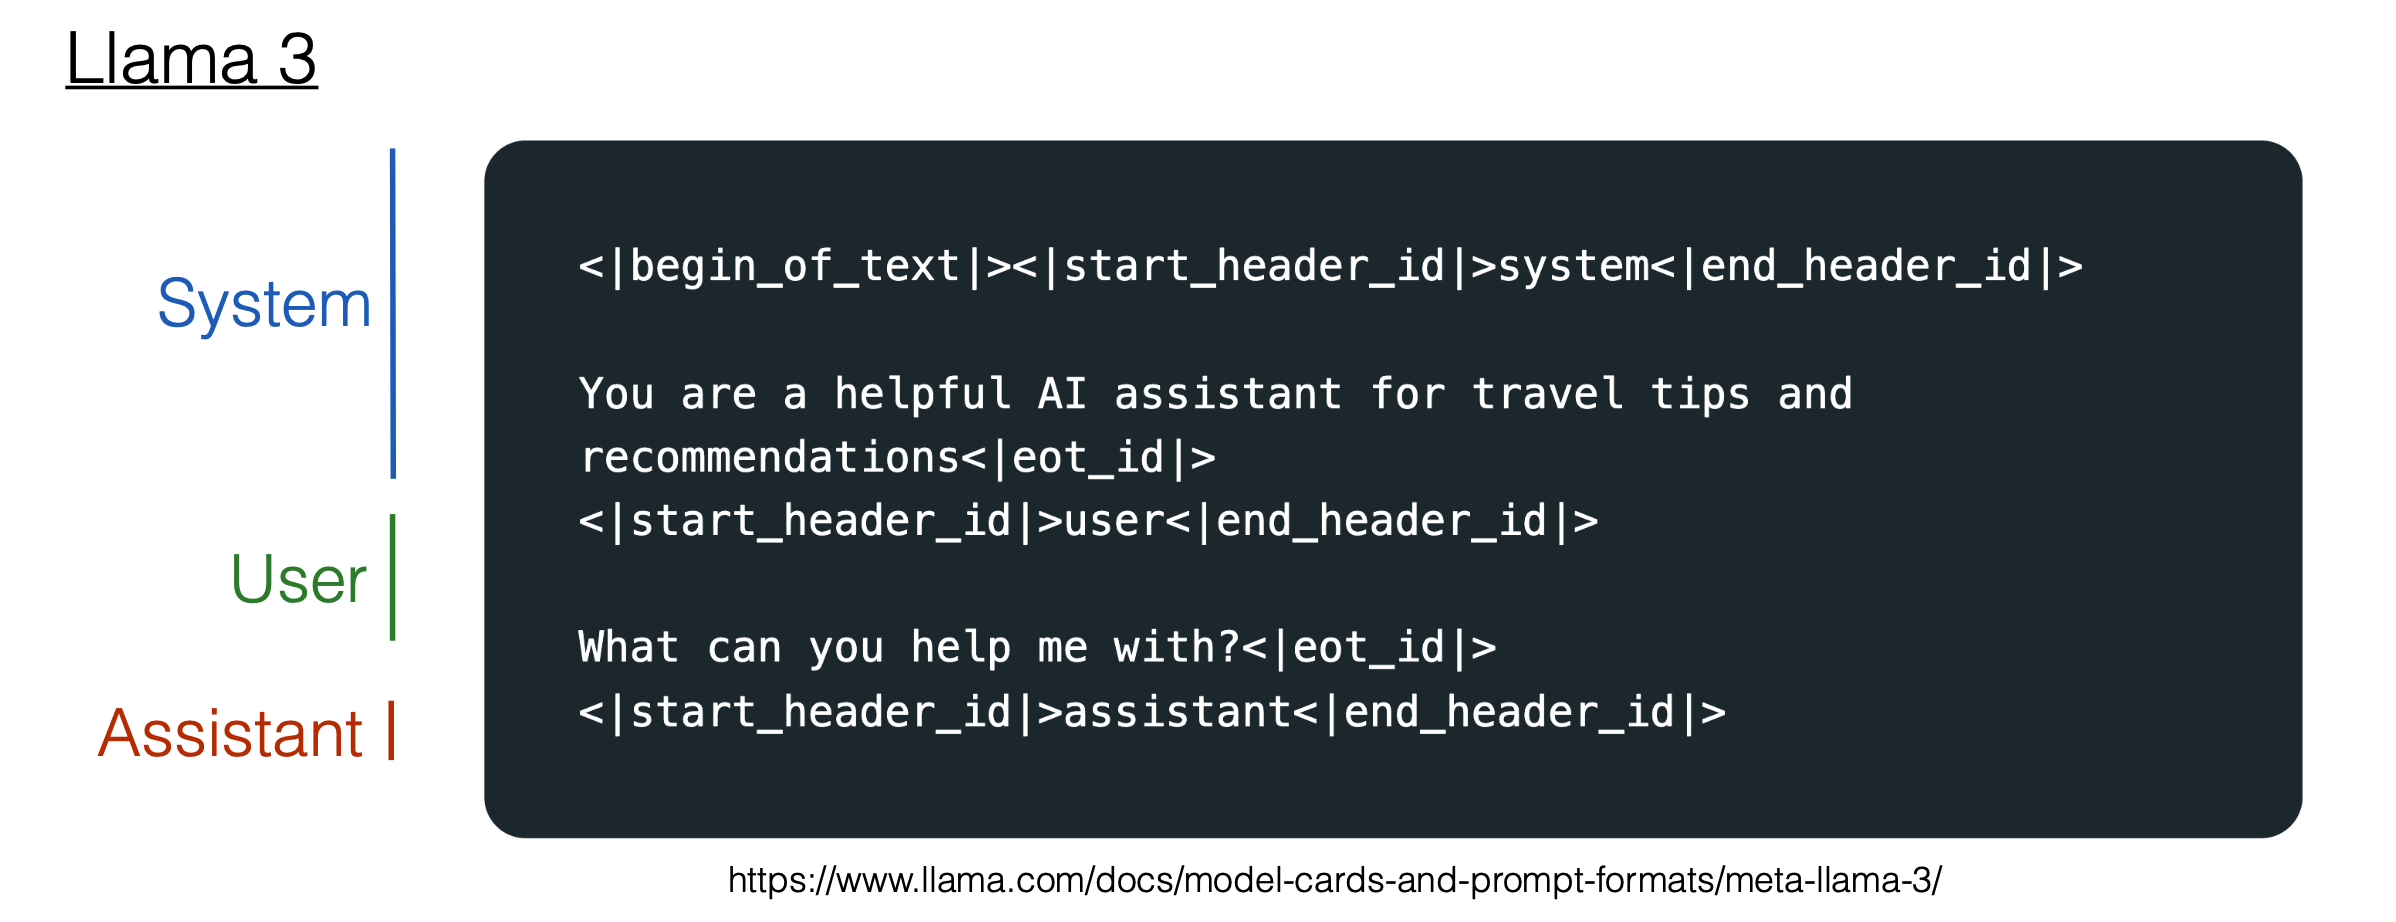 Llama 3
System
<|begin_of_text|><|start_header_id|>system<|end_header_id|>
You are a helpful AI assistant for travel tips and
recommendations<|eot_id|>
User
<|start_header_id|>user<|end_header_id|>
What can you help me with?<|eot_id|>
Assistant
<|start_header_id|>assistant<|end_header_id|>
https://www.llama.com/docs/model-cards-and-prompt-formats/meta-llama-3/